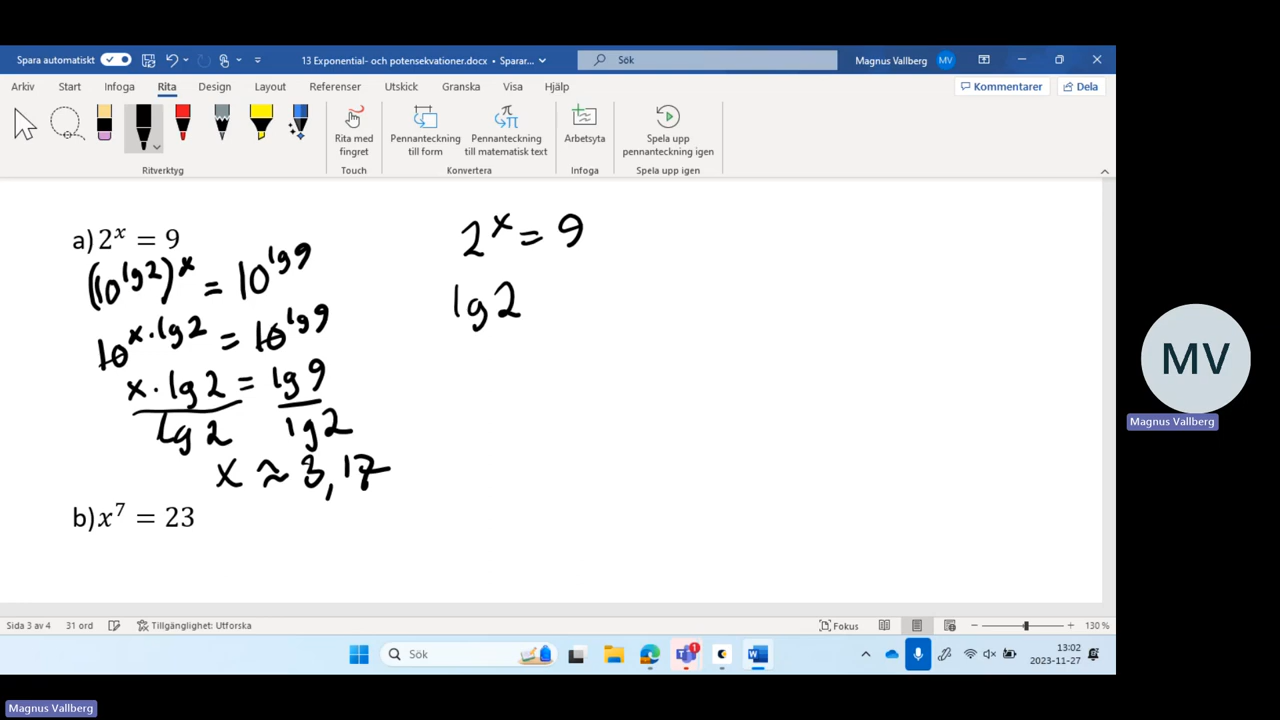 Spara automatiskt
13 Exponential- och potensekvationer.docx • Sparar...
Sök
Magnus Vallberg
MV
Arkiv Start Infoga Rita Design Layout Referenser Utskick Granska Visa Hjälp
Kommentarer
Dela
Rita med fingret
Pennanteckning till form
Pennanteckning till matematisk text
Arbetsyta
Spela upp pennanteckning igen
Ritverktyg
Touch
Konvertera
Infoga
Spela upp igen
a) 2^x = 9
(10^lg2)^x = 10^lg9
10^x·lg2 = 10^lg9
x · lg 2 = lg 9
lg 2 lg 2
x ≈ 3,17
2^x = 9
lg 2
b) x^7 = 23
MV
Magnus Vallberg
Sida 3 av 4
31 ord
Tillgänglighet: Utforska
Fokus
130 %
Sök
1
13:02
2023-11-27
Magnus Vallberg